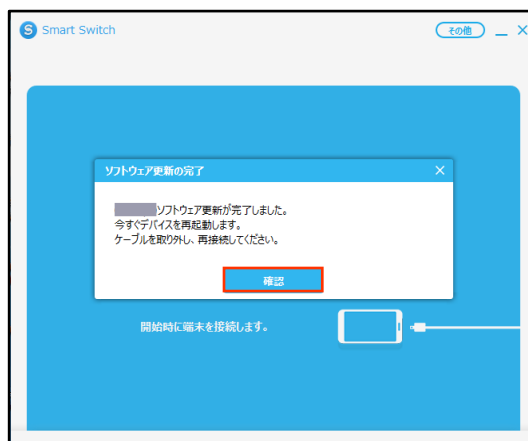 Smart Switch
その他
ソフトウェア更新の完了
ソフトウェア更新が完了しました。
今すぐデバイスを再起動します。
ケーブルを取り外し、再接続してください。
確認
開始時に端末を接続します。